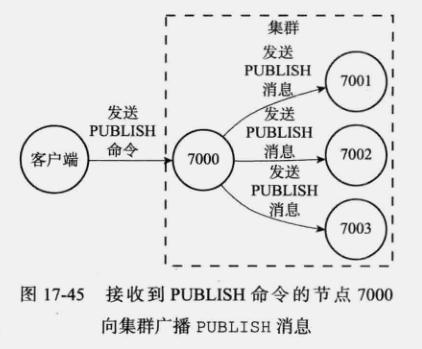 集群
发送
PUBLISH
消息
7001
发送
PUBLISH
命令
发送
PUBLISH
消息
客户端
7000
7002
发送
PUBLISH
消息
7003
图 17-45 接收到 PUBLISH 命令的节点 7000
向集群广播 PUBLISH 消息